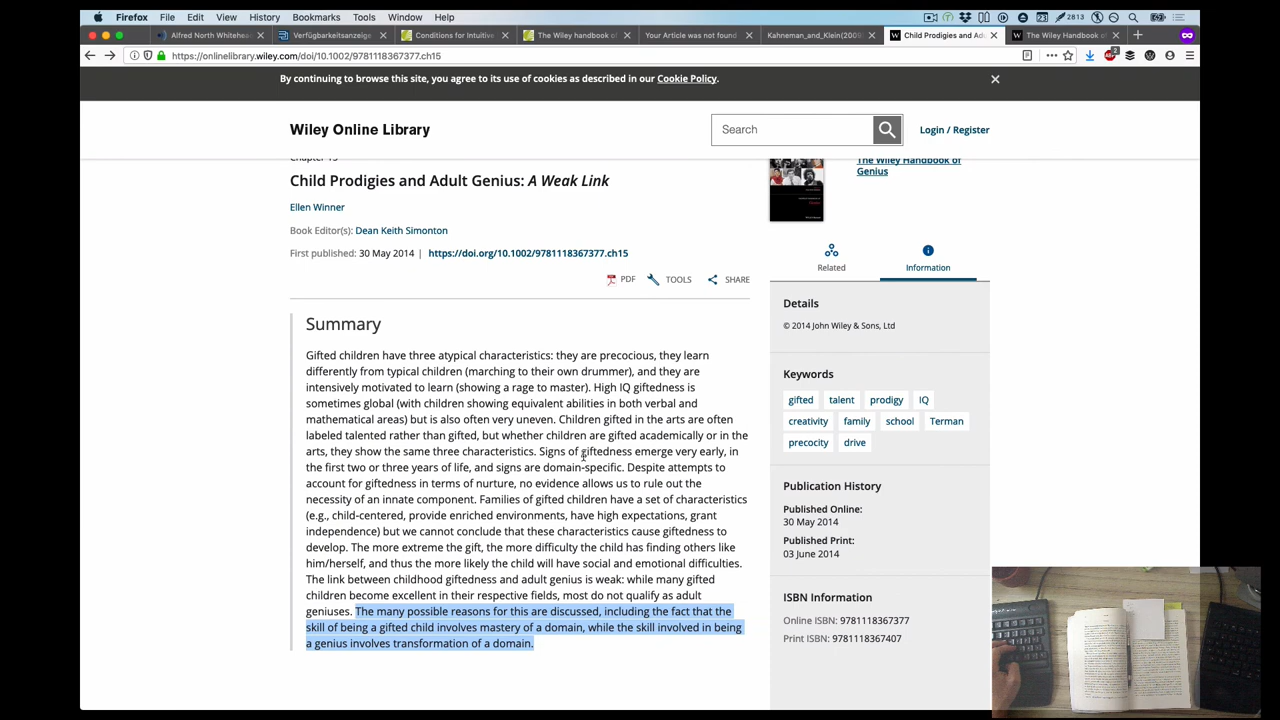 Firefox File Edit View History Bookmarks Tools Window Help
2813
Alfred North Whitehea
Verfügbarkeitsanzeige
Conditions for Intuitive
The Wiley handbook o
Your Article was not found
Kahneman_and_Klein(2009)
Child Prodigies and Adu
The Wiley Handbook of
https://onlinelibrary.wiley.com/doi/10.1002/9781118367377.ch15
By continuing to browse this site, you agree to its use of cookies as described in our Cookie Policy.
Wiley Online Library
Search
Login / Register
Chapter 15
Child Prodigies and Adult Genius: A Weak Link
Ellen Winner
Book Editor(s): Dean Keith Simonton
First published: 30 May 2014 | https://doi.org/10.1002/9781118367377.ch15
PDF TOOLS SHARE
Summary
Gifted children have three atypical characteristics: they are precocious, they learn
differently from typical children (marching to their own drummer), and they are
intensively motivated to learn (showing a rage to master). High IQ giftedness is
sometimes global (with children showing equivalent abilities in both verbal and
mathematical areas) but is also often very uneven. Children gifted in the arts are often
labeled talented rather than gifted, but whether children are gifted academically or in the
arts, they show the same three characteristics. Signs of giftedness emerge very early, in
the first two or three years of life, and signs are domain-specific. Despite attempts to
account for giftedness in terms of nurture, no evidence allows us to rule out the
necessity of an innate component. Families of gifted children have a set of characteristics
(e.g., child-centered, provide enriched environments, have high expectations, grant
independence) but we cannot conclude that these characteristics cause giftedness to
develop. The more extreme the gift, the more difficulty the child has finding others like
him/herself, and thus the more likely the child will have social and emotional difficulties.
The link between childhood giftedness and adult genius is weak: while many gifted
children become excellent in their respective fields, most do not qualify as adult
geniuses. The many possible reasons for this are discussed, including the fact that the
skill of being a gifted child involves mastery of a domain, while the skill involved in being
a genius involves transformation of a domain.
The Wiley Handbook of
Genius
Related
Information
Details
© 2014 John Wiley & Sons, Ltd
Keywords
gifted talent prodigy IQ
creativity family school Terman
precocity drive
Publication History
Published Online:
30 May 2014
Published Print:
03 June 2014
ISBN Information
Online ISBN: 9781118367377
Print ISBN: 9781118367407